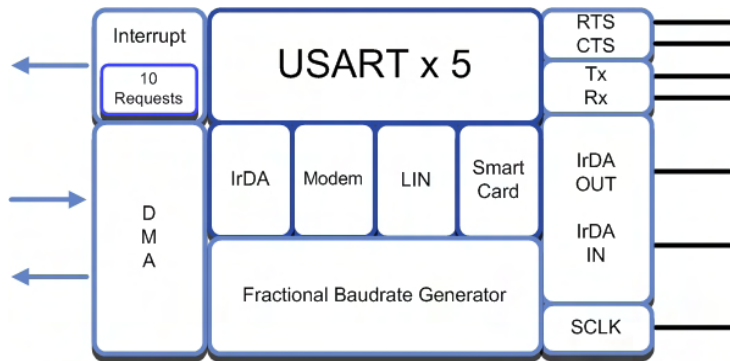 Interrupt
10
Requests
D
M
A
USART x 5
IrDA
Modem
LIN
Smart
Card
Fractional Baudrate Generator
RTS
CTS
Tx
Rx
IrDA
OUT
IrDA
IN
SCLK